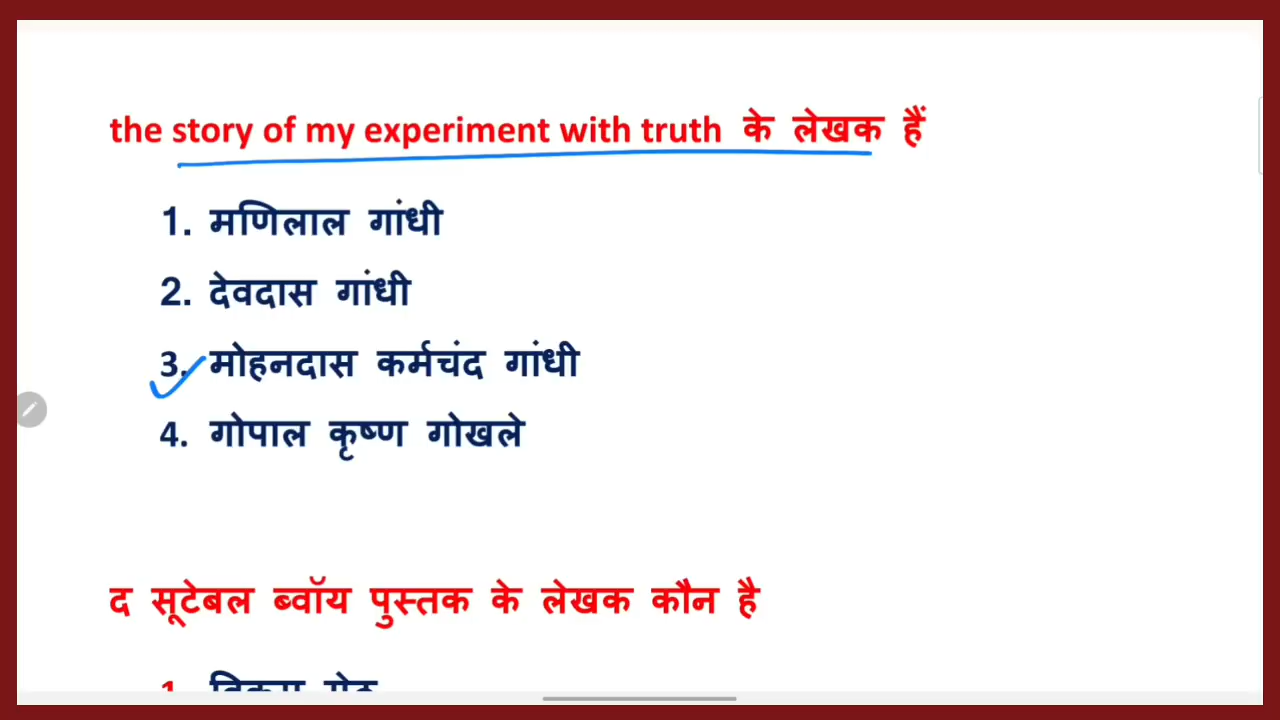 the story of my experiment with truth के लेखक हैं
1. मणिलाल गांधी
2. देवदास गांधी
3. मोहनदास कर्मचंद गांधी
4. गोपाल कृष्ण गोखले
द सूटेबल ब्वॉय पुस्तक के लेखक कौन है
1.